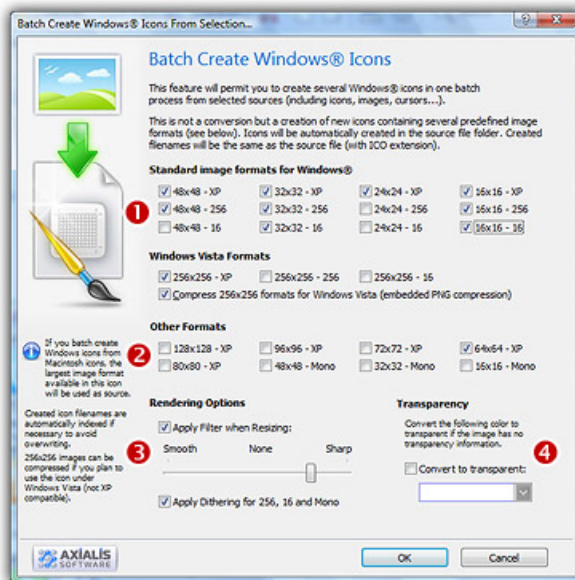 Batch Create Windows® Icons From Selection...
Batch Create Windows® Icons
This feature will permit you to create several Windows® icons in one batch
process from selected sources (including icons, images, cursors...).
This is not a conversion but a creation of new icons containing several predefined image
formats (see below). Icons will be automatically created in the source file folder. Created
filenames will be the same as the source file (with ICO extension).
Standard image formats for Windows®
48x48 - XP 32x32 - XP 24x24 - XP 16x16 - XP
1
48x48 - 256 32x32 - 256 24x24 - 256 16x16 - 256
48x48 - 16 32x32 - 16 24x24 - 16 16x16 - 16
Windows Vista Formats
256x256 - XP 256x256 - 256 256x256 - 16
Compress 256x256 formats for Windows Vista (embedded PNG compression)
Other Formats
2
128x128 - XP 96x96 - XP 72x72 - XP 64x64 - XP
80x80 - XP 48x48 - Mono 32x32 - Mono 16x16 - Mono
If you batch create
Windows icons from
Macintosh icons, the
largest image format
available in this icon
will be used as source.
Created icon filenames are
automatically indexed if
necessary to avoid
overwriting.
256x256 images can be
compressed if you plan to
use the icon under
Windows Vista (not XP
compatible).
Rendering Options
Apply Filter when Resizing:
3
Smooth None Sharp
Apply Dithering for 256, 16 and Mono
Transparency
Convert the following color to
transparent if the image has no
transparency information.
4
Convert to transparent:
AXIALIS
SOFTWARE
OK Cancel